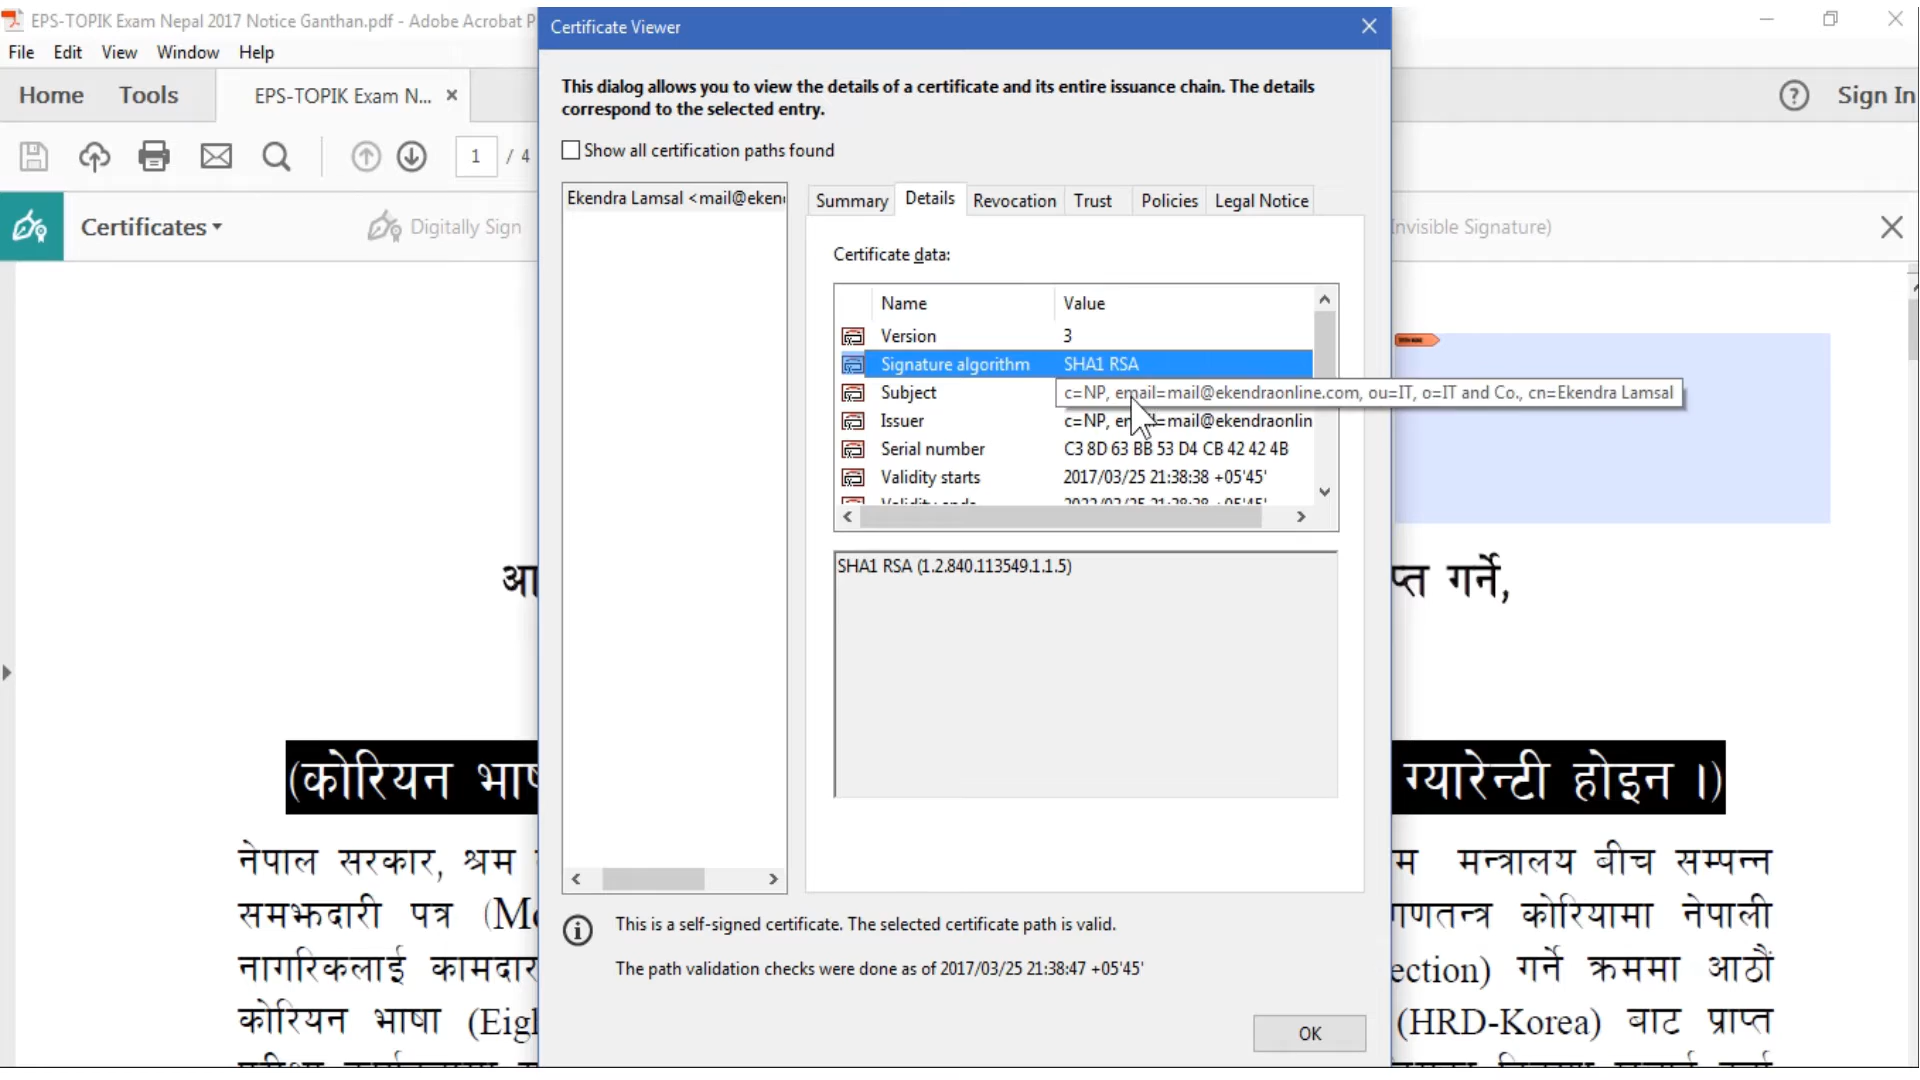 EPS-TOPIK Exam Nepal 2017 Notice Ganthan.pdf - Adobe Acrobat P
File Edit View Window Help
Home Tools EPS-TOPIK Exam N... Sign In
1 / 4
Certificates Digitally Sign
Invisible Signature)
Certificate Viewer
This dialog allows you to view the details of a certificate and its entire issuance chain. The details
correspond to the selected entry.
Show all certification paths found
Ekendra Lamsal <mail@eken
Summary Details Revocation Trust Policies Legal Notice
Certificate data:
Name Value
Version 3
Signature algorithm SHA1 RSA
Subject c=NP, email=mail@ekendraonline.com, ou=IT, o=IT and Co., cn=Ekendra Lamsal
Issuer c=NP, em=mail@ekendraonlin
Serial number C3 8D 63 BB 53 D4 CB 42 42 4B
Validity starts 2017/03/25 21:38:38 +05'45'
SHA1 RSA (1.2.840.113549.1.1.5)
This is a self-signed certificate. The selected certificate path is valid.
The path validation checks were done as of 2017/03/25 21:38:47 +05'45'
OK
प्त गर्ने,
(कोरियन भाष ग्यारेन्टी होइन ।)
नेपाल सरकार, श्रम म मन्त्रालय बीच सम्पन्न
समझदारी पत्र गणतन्त्र कोरियामा नेपाली
नागरिकलाई कामदार ection) गर्ने क्रममा आठौं
कोरियन भाषा (Eigh (HRD-Korea) बाट प्राप्त